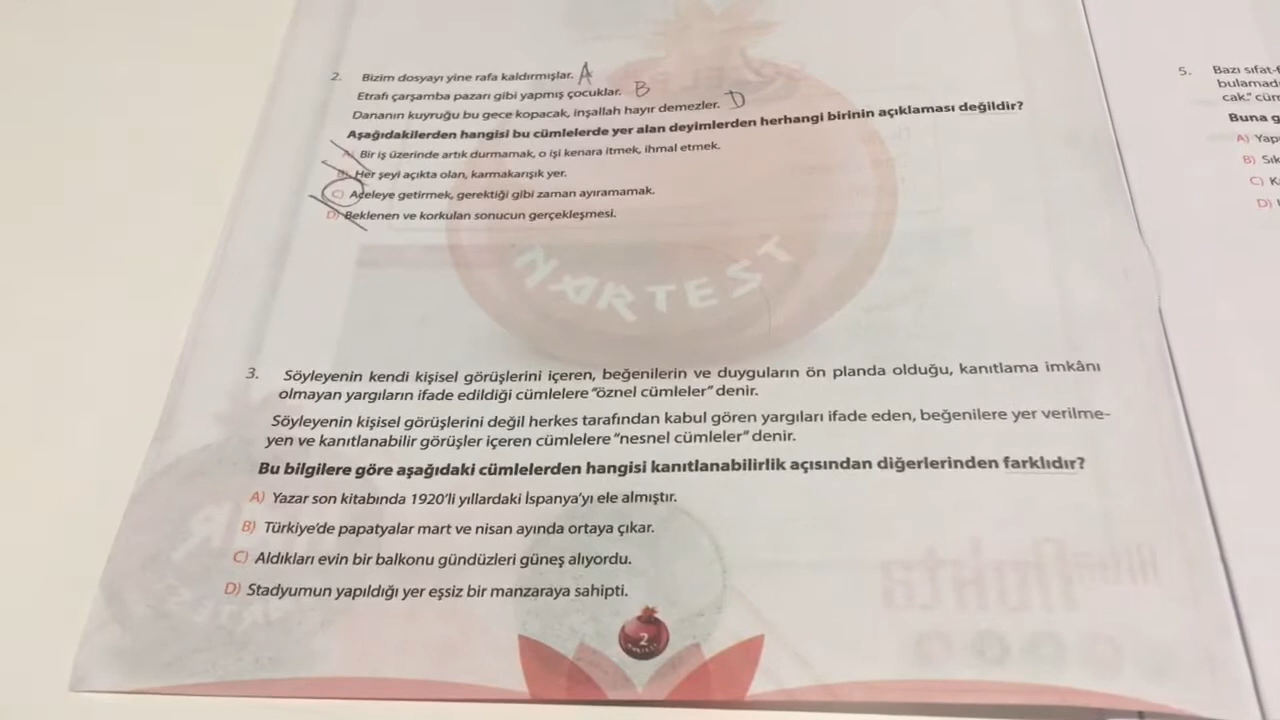 2. Bizim dosyayı yine rafa kaldırmışlar. A
Etrafı çarşamba pazarı gibi yapmış çocuklar. B
Dananın kuyruğu bu gece kopacak, inşallah hayır demezler. D
Aşağıdakilerden hangisi bu cümlelerde yer alan deyimlerden herhangi birinin açıklaması değildir?
A) Bir iş üzerinde artık durmamak, o işi kenara itmek, ihmal etmek.
B) Her şeyi açıkta olan, karmakarışık yer.
C) Aceleye getirmek, gerektiği gibi zaman ayıramamak.
D) Beklenen ve korkulan sonucun gerçekleşmesi.
NARTEST
3. Söyleyenin kendi kişisel görüşlerini içeren, beğenilerin ve duyguların ön planda olduğu, kanıtlama imkânı
olmayan yargıların ifade edildiği cümlelere "öznel cümleler" denir.
Söyleyenin kişisel görüşlerini değil herkes tarafından kabul gören yargıları ifade eden, beğenilere yer verilme-
yen ve kanıtlanabilir görüşler içeren cümlelere "nesnel cümleler" denir.
Bu bilgilere göre aşağıdaki cümlelerden hangisi kanıtlanabilirlik açısından diğerlerinden farklıdır?
A) Yazar son kitabında 1920'li yıllardaki İspanya'yı ele almıştır.
B) Türkiye'de papatyalar mart ve nisan ayında ortaya çıkar.
C) Aldıkları evin bir balkonu gündüzleri güneş alıyordu.
D) Stadyumun yapıldığı yer eşsiz bir manzaraya sahipti.
2
5. Bazı sıfat-f
bulamad
cak." cüm
Buna g
A) Yap
B) Sık
C) K
D)